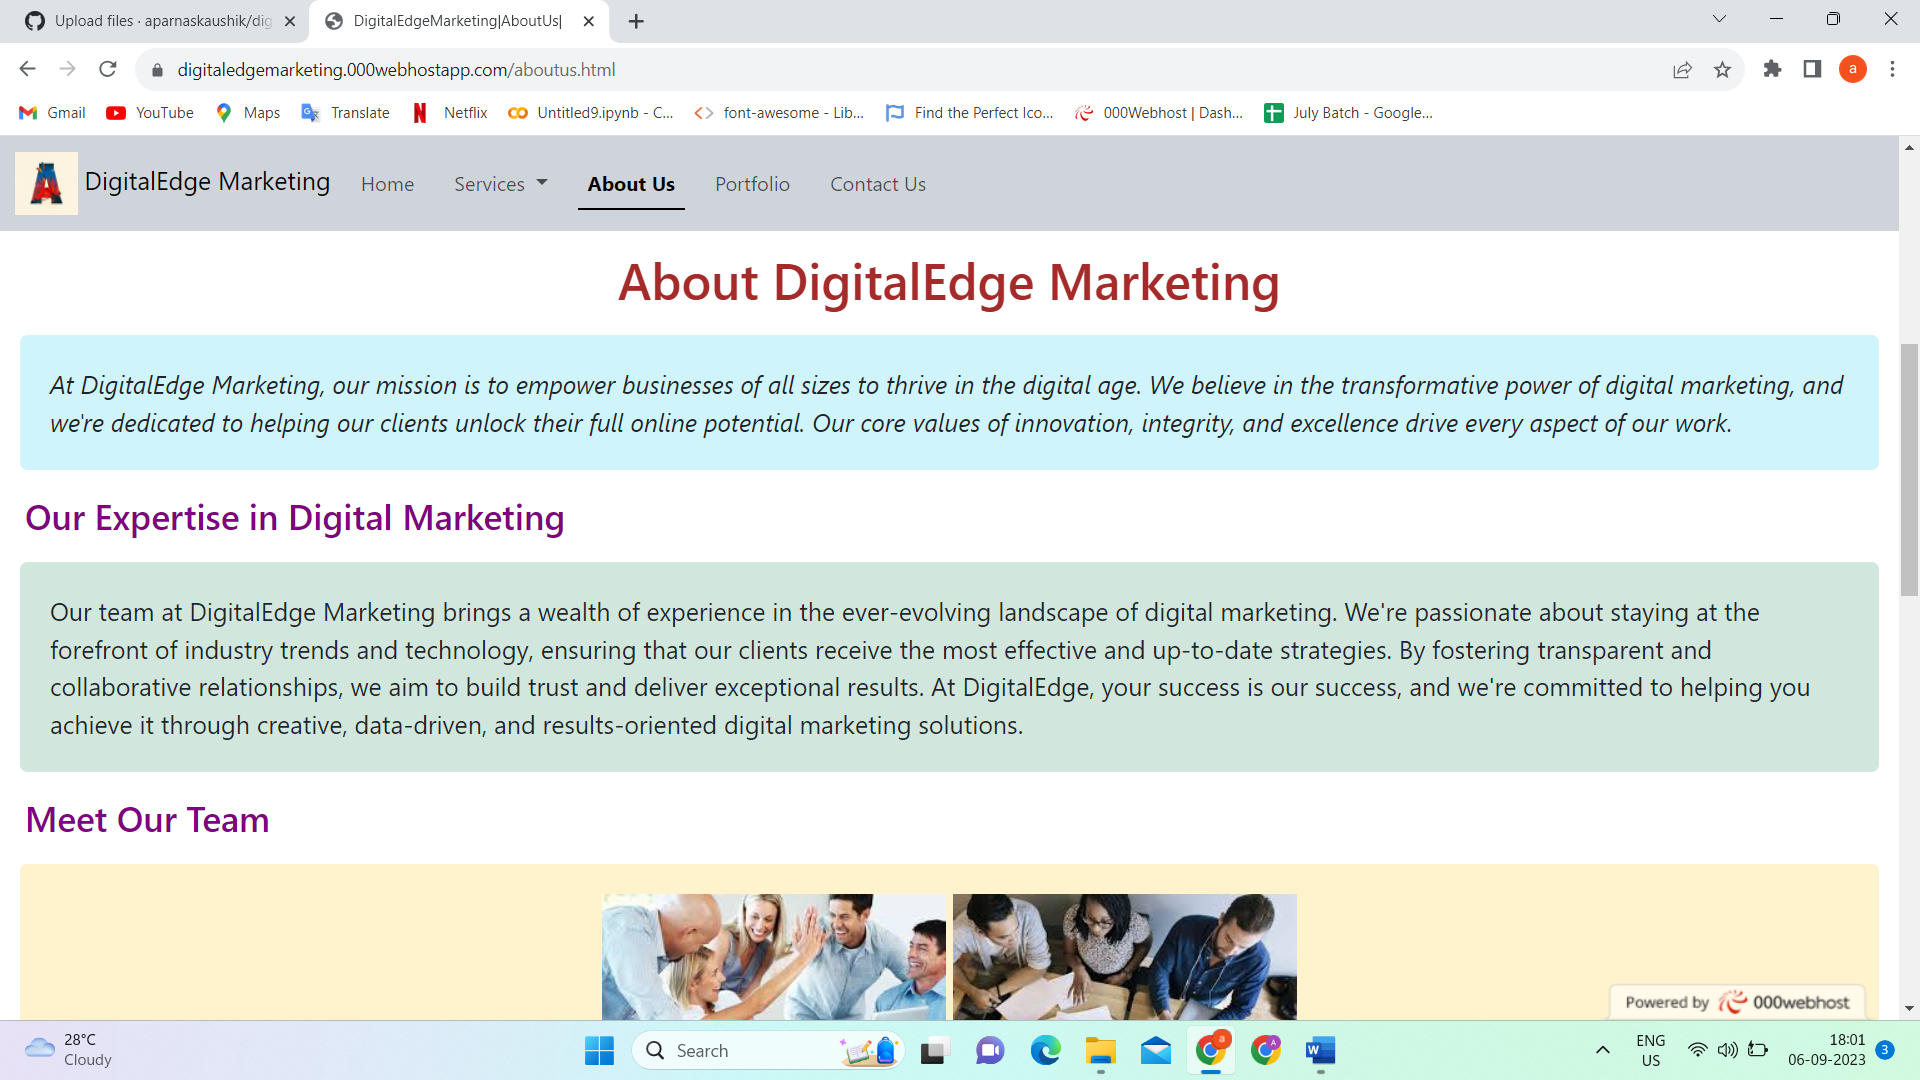 Upload files · aparnaskaushik/dig
DigitalEdgeMarketing|AboutUs|
digitaledgemarketing.000webhostapp.com/aboutus.html
a
Gmail
YouTube
Maps
Translate
Netflix
Untitled9.ipynb - C...
font-awesome - Lib...
Find the Perfect Ico...
000Webhost | Dash...
July Batch - Google...
DigitalEdge Marketing
Home
Services
About Us
Portfolio
Contact Us
About DigitalEdge Marketing
At DigitalEdge Marketing, our mission is to empower businesses of all sizes to thrive in the digital age. We believe in the transformative power of digital marketing, and
we're dedicated to helping our clients unlock their full online potential. Our core values of innovation, integrity, and excellence drive every aspect of our work.
Our Expertise in Digital Marketing
Our team at DigitalEdge Marketing brings a wealth of experience in the ever-evolving landscape of digital marketing. We're passionate about staying at the
forefront of industry trends and technology, ensuring that our clients receive the most effective and up-to-date strategies. By fostering transparent and
collaborative relationships, we aim to build trust and deliver exceptional results. At DigitalEdge, your success is our success, and we're committed to helping you
achieve it through creative, data-driven, and results-oriented digital marketing solutions.
Meet Our Team
Powered by 000webhost
28°C
Cloudy
Search
ENG
US
18:01
06-09-2023
3